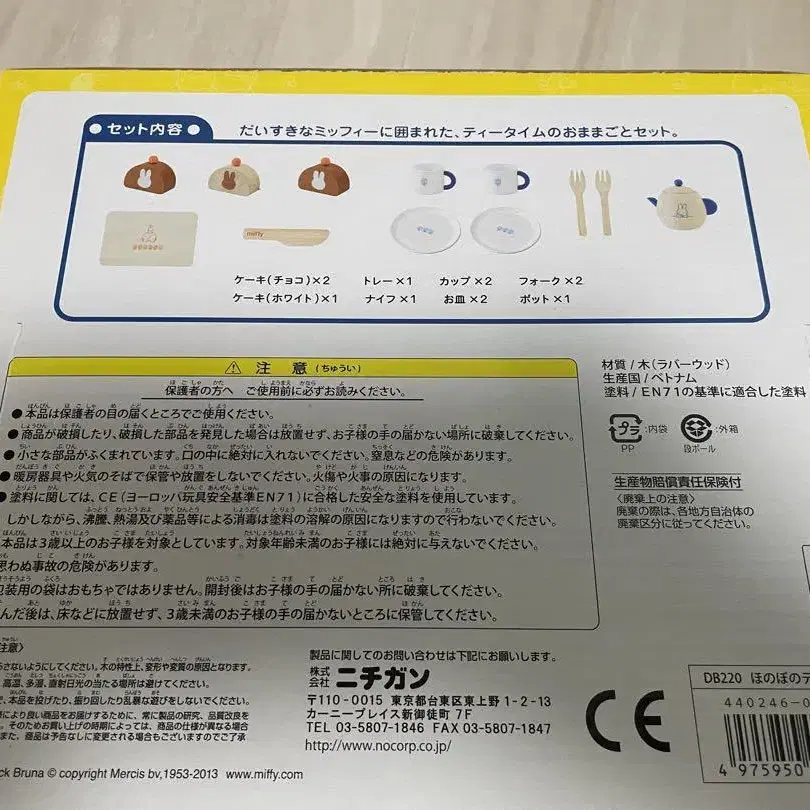 セット内容
だいすきなミッフィーに囲まれた、ティータイムのおままごとセット。
miffy
ケーキ(チョコ)×2 トレー×1 カップ×2 フォーク×2
ケーキ(ホワイト)×1 ナイフ×1 お皿×2 ポット×1
注意(ちゅうい)
保護者の方へ ご使用前に必ずお読みください。
●本品は保護者の目の届くところでご使用ください。
●商品が破損したり、破損した部品を発見した場合は放置せず、お子様の手の届かない場所に破棄してください。
●小さな部品がふくまれています。口の中に絶対に入れないでください。窒息などの危険があります。
●暖房器具や火気のそばで保管や放置をしないでください。火傷や火事の原因になります。
●塗料に関しては、CE(ヨーロッパ玩具安全基準EN71)に合格した安全な塗料を使用しています。
しかしながら、沸騰、熱湯及び薬品等による消毒は塗料の溶解の原因になりますので行わないでください。
本品は3歳以上のお子様を対象としています。対象年齢未満のお子様には絶対に与えないでください。
思わぬ事故の危険があります。
包装用の袋はおもちゃではありません。開封後はお子様の手の届かない所に保管してください。
んだ後は、床などに放置せず、3歳未満のお子様の手の届かないところに保管してください。
材質/木(ラバーウッド)
生産国/ベトナム
塗料/EN71の基準に適合した塗料
プラ :内袋 段ボール :外箱
PP
生産物賠償責任保険付
〈廃棄上の注意〉
廃棄の際は、各地方自治体の
廃棄区分に従ってください。
注意〉
らさないようにしてください。木の特性上、変形や変質の原因となります。
高温、多湿、直射日光の当たる場所は避けてください。
、本品を投げたり、振り回したり乱暴な遊びはしないでください。
により良い商品をお届けするために、常に製品の研究、品質改良を
。そのためお買い上げの時期によっては、商品の仕様が異なる場合
また、商品は予告なしに変更される場合もございますのでご了承
製品に関してのお問い合わせは下記にお願いします。
株式会社 ニチガン
〒110-0015 東京都台東区東上野1-2-13
カーニープレイス新御徒町7F
TEL 03-5807-1846 FAX 03-5807-1847
http://www.nocorp.co.jp/
CE
DB220 ほのぼのテ
440246-0
4 975950
ck Bruna © copyright Mercis bv,1953-2013 www.miffy.com